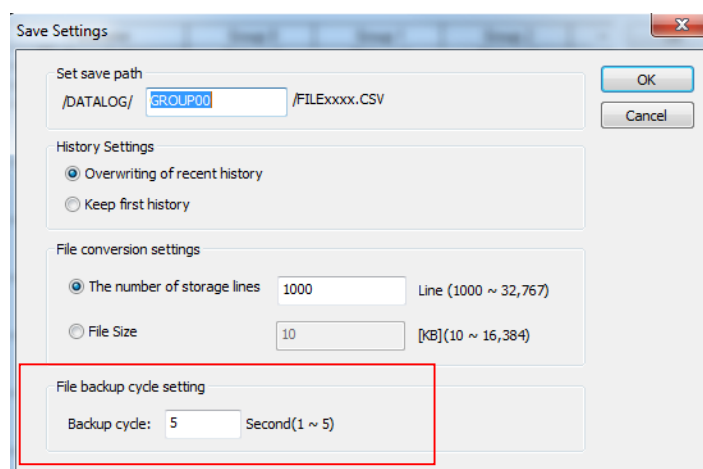 Save Settings
Set save path
/DATALOG/ GROUP00 /FILExxxx.CSV
OK
Cancel
History Settings
Overwriting of recent history
Keep first history
File conversion settings
The number of storage lines 1000 Line (1000 ~ 32,767)
File Size 10 [KB](10 ~ 16,384)
File backup cycle setting
Backup cycle: 5 Second(1 ~ 5)